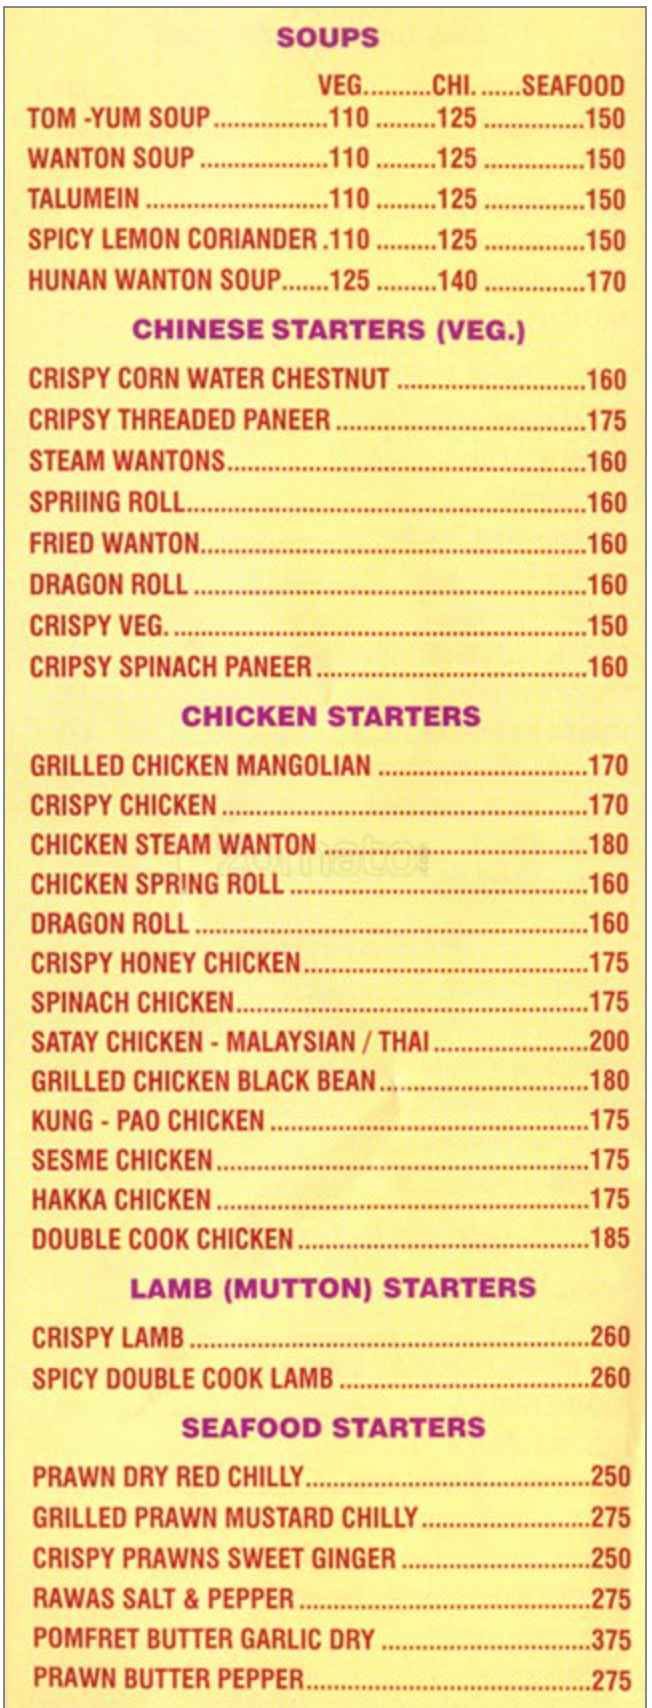 SOUPS
VEG..........CHI. ......SEAFOOD
TOM -YUM SOUP.................110 .........125 ...............150
WANTON SOUP ...................110 .........125 ...............150
TALUMEIN ...........................110 .........125 ...............150
SPICY LEMON CORIANDER .110 .........125 ...............150
HUNAN WANTON SOUP.......125 .........140 ...............170
CHINESE STARTERS (VEG.)
CRISPY CORN WATER CHESTNUT ............................160
CRIPSY THREADED PANEER .....................................175
STEAM WANTONS.....................................................160
SPRIING ROLL...........................................................160
FRIED WANTON.........................................................160
DRAGON ROLL ..........................................................160
CRISPY VEG. .............................................................150
CRIPSY SPINACH PANEER ........................................160
CHICKEN STARTERS
GRILLED CHICKEN MANGOLIAN ...............................170
CRISPY CHICKEN ......................................................170
CHICKEN STEAM WANTON .......................................180
zomato
CHICKEN SPRING ROLL ............................................160
DRAGON ROLL ..........................................................160
CRISPY HONEY CHICKEN..........................................175
SPINACH CHICKEN....................................................175
SATAY CHICKEN - MALAYSIAN / THAI .......................200
GRILLED CHICKEN BLACK BEAN ...............................180
KUNG - PAO CHICKEN ...............................................175
SESME CHICKEN.......................................................175
HAKKA CHICKEN .......................................................175
DOUBLE COOK CHICKEN ...........................................185
LAMB (MUTTON) STARTERS
CRISPY LAMB ...........................................................260
SPICY DOUBLE COOK LAMB .....................................260
SEAFOOD STARTERS
PRAWN DRY RED CHILLY..........................................250
GRILLED PRAWN MUSTARD CHILLY .........................275
CRISPY PRAWNS SWEET GINGER ............................250
RAWAS SALT & PEPPER ...........................................275
POMFRET BUTTER GARLIC DRY ...............................375
PRAWN BUTTER PEPPER..........................................275